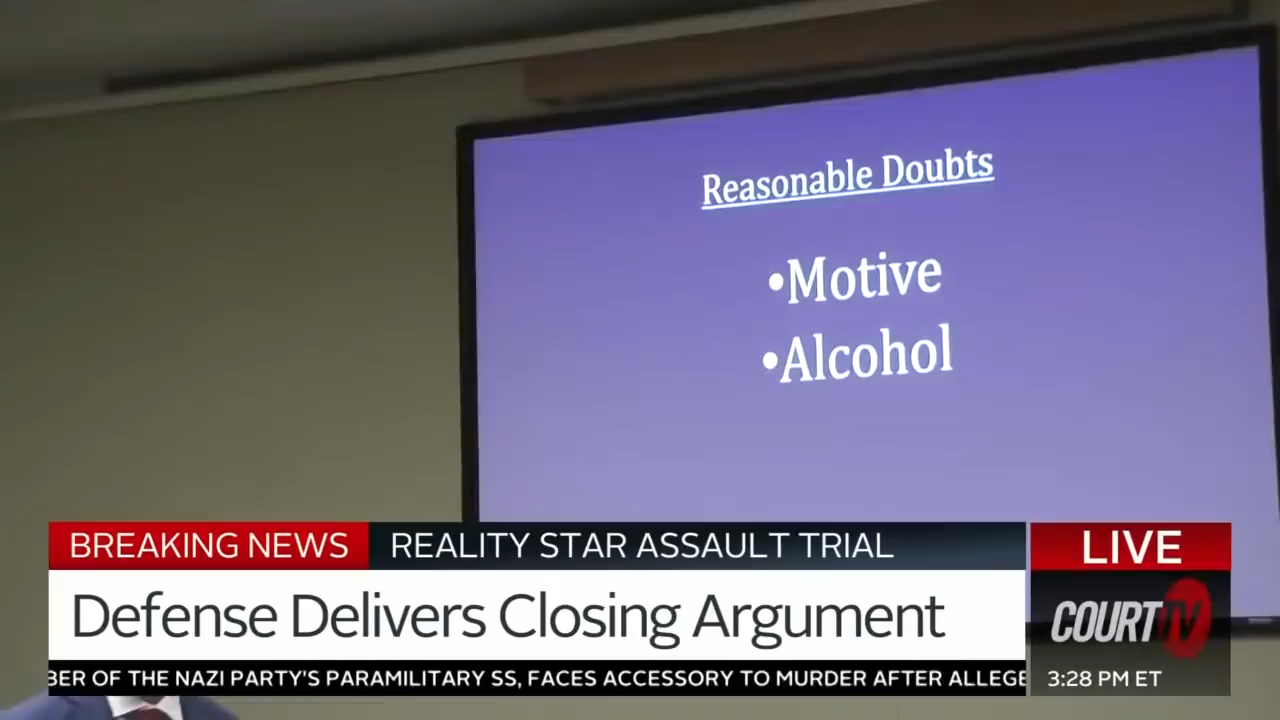 Reasonable Doubts
•Motive
•Alcohol
BREAKING NEWS
REALITY STAR ASSAULT TRIAL
LIVE
Defense Delivers Closing Argument
COURT TV
BER OF THE NAZI PARTY'S PARAMILITARY SS, FACES ACCESSORY TO MURDER AFTER ALLEGE
3:28 PM ET